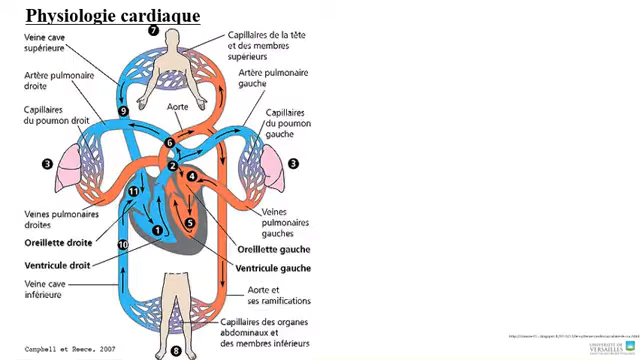 Physiologie cardiaque
Veine cave
supérieure
7
Capillaires de la tête
et des membres
supérieurs
Artère pulmonaire
droite
Artère pulmonaire
gauche
Aorte
Capillaires
du poumon droit
9
Capillaires
du poumon
gauche
6
3
2
3
4
11
1
5
Veines pulmonaires
droites
Veines
pulmonaires
gauches
Oreillette droite
10
Oreillette gauche
Ventricule droit
Ventricule gauche
Veine cave
inférieure
Aorte et
ses ramifications
Capillaires des organes
abdominaux et
des membres inférieurs
8
Campbell et Reece, 2007
UNIVERSITÉ DE
VERSAILLES